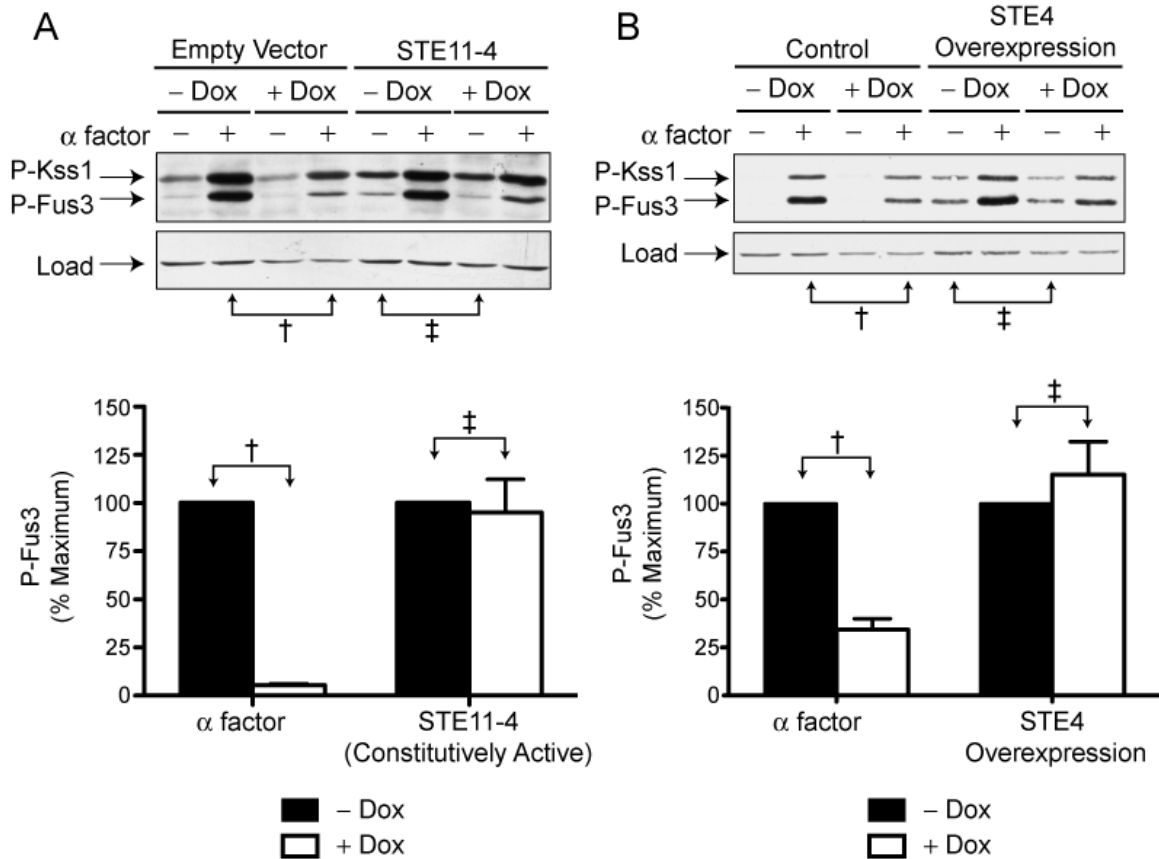 A
Empty Vector STE11-4
– Dox + Dox – Dox + Dox
α factor – + – + – + – +
P-Kss1
P-Fus3
Load
† ‡
P-Fus3
(% Maximum)
150
125
100
75
50
25
0
† ‡
α factor STE11-4
(Constitutively Active)
– Dox
+ Dox
B
STE4
Control Overexpression
– Dox + Dox – Dox + Dox
α factor – + – + – + – +
P-Kss1
P-Fus3
Load
† ‡
P-Fus3
(% Maximum)
150
125
100
75
50
25
0
† ‡
α factor STE4
Overexpression
– Dox
+ Dox